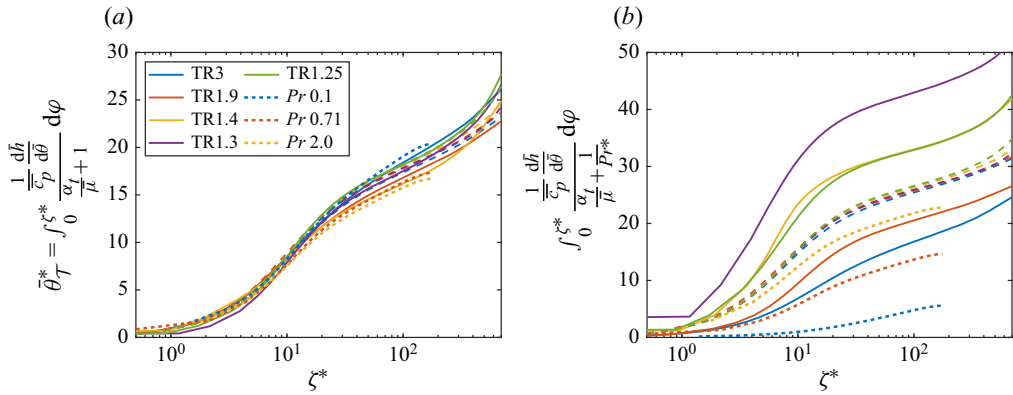 (a)
(b)
30
25
20
15
10
5
0
TR3
TR1.9
TR1.4
TR1.3
TR1.25
Pr 0.1
Pr 0.71
Pr 2.0
θ̄*_𝒯 = ∫_0^ζ* (1/c̄_p dh̄/dθ̄)/(α_t/μ̄ + 1) dφ
10^0
10^1
10^2
ζ*
50
40
30
20
10
0
∫_0^ζ* (1/c̄_p dh̄/dθ̄)/(α_t/μ̄ + 1/P̄r*) dφ
10^0
10^1
10^2
ζ*